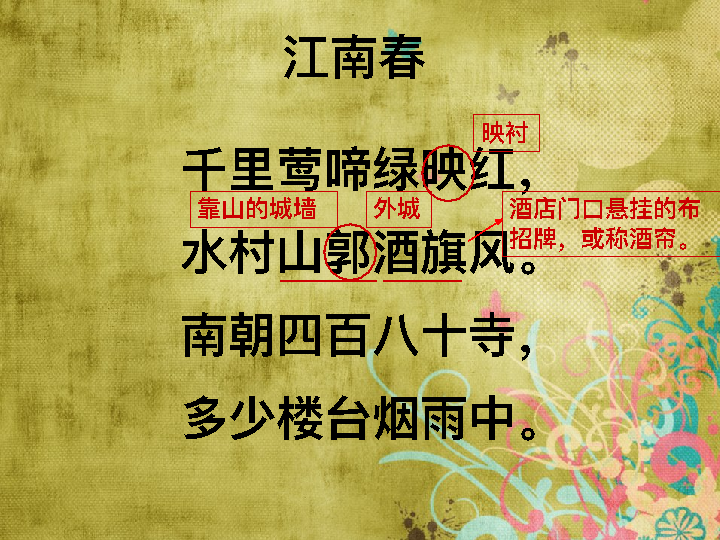 江南春
映衬
千里莺啼绿映红，
靠山的城墙
外城
酒店门口悬挂的布
招牌，或称酒帘。
水村山郭酒旗风。
南朝四百八十寺，
多少楼台烟雨中。